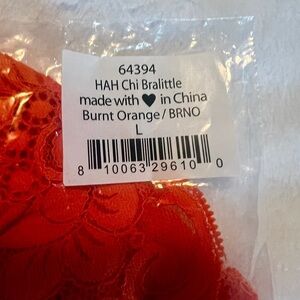 64394
HAH Chi Bralittle
made with ♥ in China
Burnt Orange/BRNO
L
8 10063 29610 0